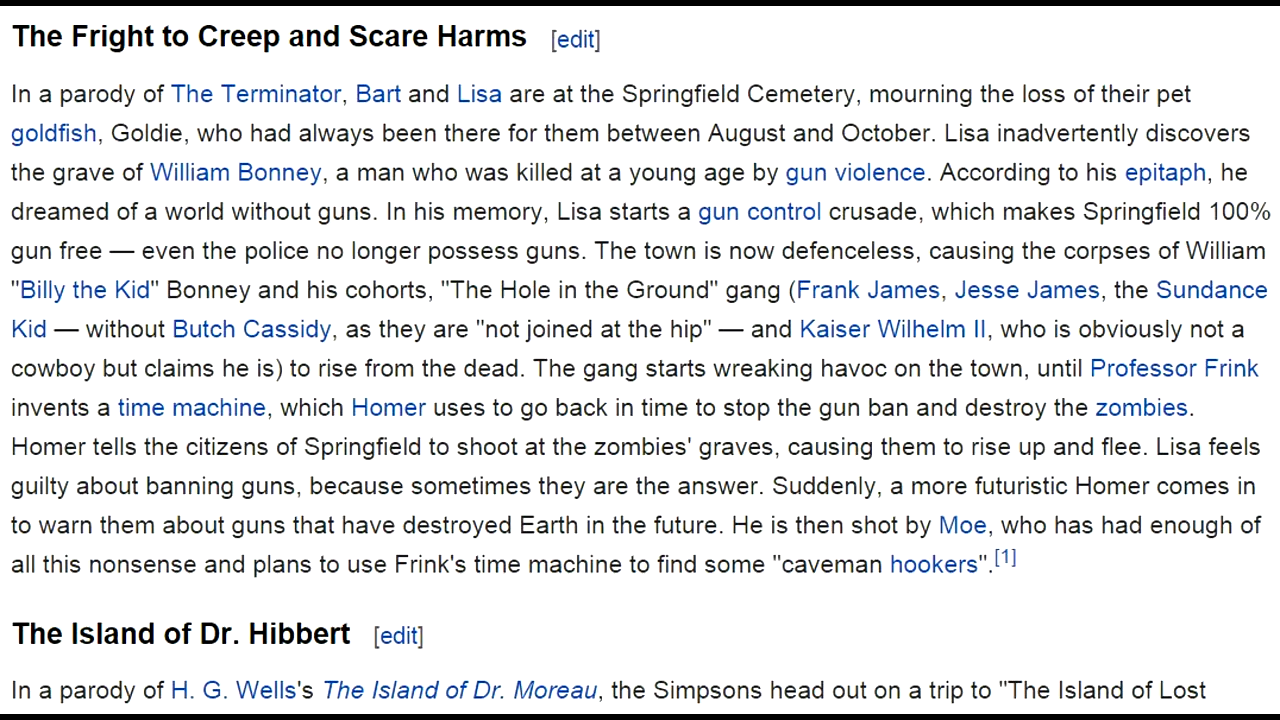 The Fright to Creep and Scare Harms [edit]
In a parody of The Terminator, Bart and Lisa are at the Springfield Cemetery, mourning the loss of their pet
goldfish, Goldie, who had always been there for them between August and October. Lisa inadvertently discovers
the grave of William Bonney, a man who was killed at a young age by gun violence. According to his epitaph, he
dreamed of a world without guns. In his memory, Lisa starts a gun control crusade, which makes Springfield 100%
gun free — even the police no longer possess guns. The town is now defenceless, causing the corpses of William
"Billy the Kid" Bonney and his cohorts, "The Hole in the Ground" gang (Frank James, Jesse James, the Sundance
Kid — without Butch Cassidy, as they are "not joined at the hip" — and Kaiser Wilhelm II, who is obviously not a
cowboy but claims he is) to rise from the dead. The gang starts wreaking havoc on the town, until Professor Frink
invents a time machine, which Homer uses to go back in time to stop the gun ban and destroy the zombies.
Homer tells the citizens of Springfield to shoot at the zombies' graves, causing them to rise up and flee. Lisa feels
guilty about banning guns, because sometimes they are the answer. Suddenly, a more futuristic Homer comes in
to warn them about guns that have destroyed Earth in the future. He is then shot by Moe, who has had enough of
all this nonsense and plans to use Frink's time machine to find some "caveman hookers".[1]
The Island of Dr. Hibbert [edit]
In a parody of H. G. Wells's The Island of Dr. Moreau, the Simpsons head out on a trip to "The Island of Lost